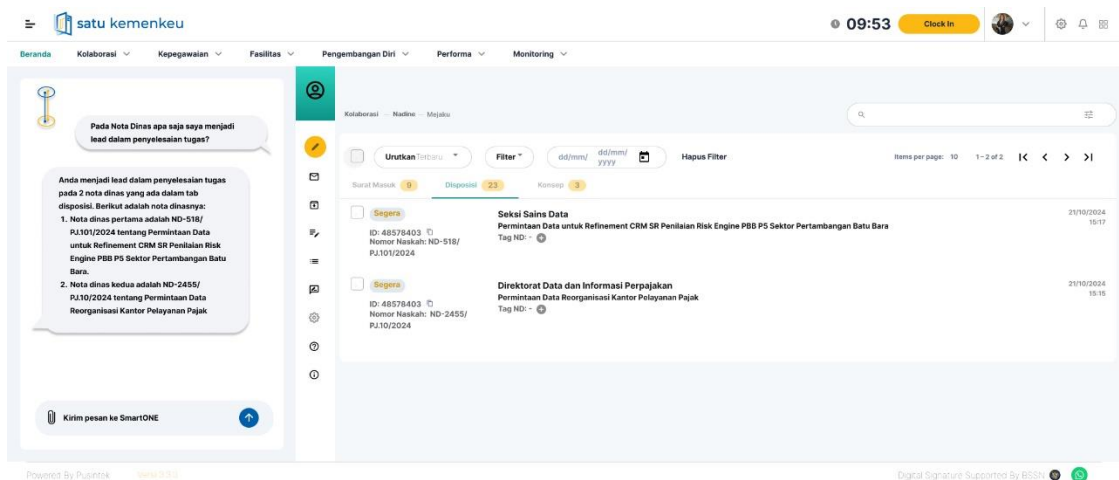 satu kemenkeu
09:53
Clock In
Beranda
Kolaborasi
Kepegawaian
Fasilitas
Pengembangan Diri
Performa
Monitoring
Pada Nota Dinas apa saja saya menjadi
lead dalam penyelesaian tugas?
Anda menjadi lead dalam penyelesaian tugas
pada 2 nota dinas yang ada dalam tab
disposisi. Berikut adalah nota dinasnya:
1. Nota dinas pertama adalah ND-518/
PJ.101/2024 tentang Permintaan Data
untuk Refinement CRM SR Penilaian Risk
Engine PBB P5 Sektor Pertambangan Batu
Bara.
2. Nota dinas kedua adalah ND-2455/
PJ.10/2024 tentang Permintaan Data
Reorganisasi Kantor Pelayanan Pajak
Kirim pesan ke SmartONE
Kolaborasi – Nadine – Mejaku
Urutkan Terbaru
Filter
dd/mm/
dd/mm/
yyyy
Hapus Filter
Items per page: 10
1 – 2 of 2
Surat Masuk 9
Disposisi 23
Konsep 3
Segera
ID: 48578403
Nomor Naskah: ND-518/
PJ.101/2024
Seksi Sains Data
Permintaan Data untuk Refinement CRM SR Penilaian Risk Engine PBB P5 Sektor Pertambangan Batu Bara
Tag ND: -
21/10/2024
15:17
Segera
ID: 48578403
Nomor Naskah: ND-2455/
PJ.10/2024
Direktorat Data dan Informasi Perpajakan
Permintaan Data Reorganisasi Kantor Pelayanan Pajak
Tag ND: -
21/10/2024
15:15
Powered By Pusintek
Digital Signature Supported By BSSN